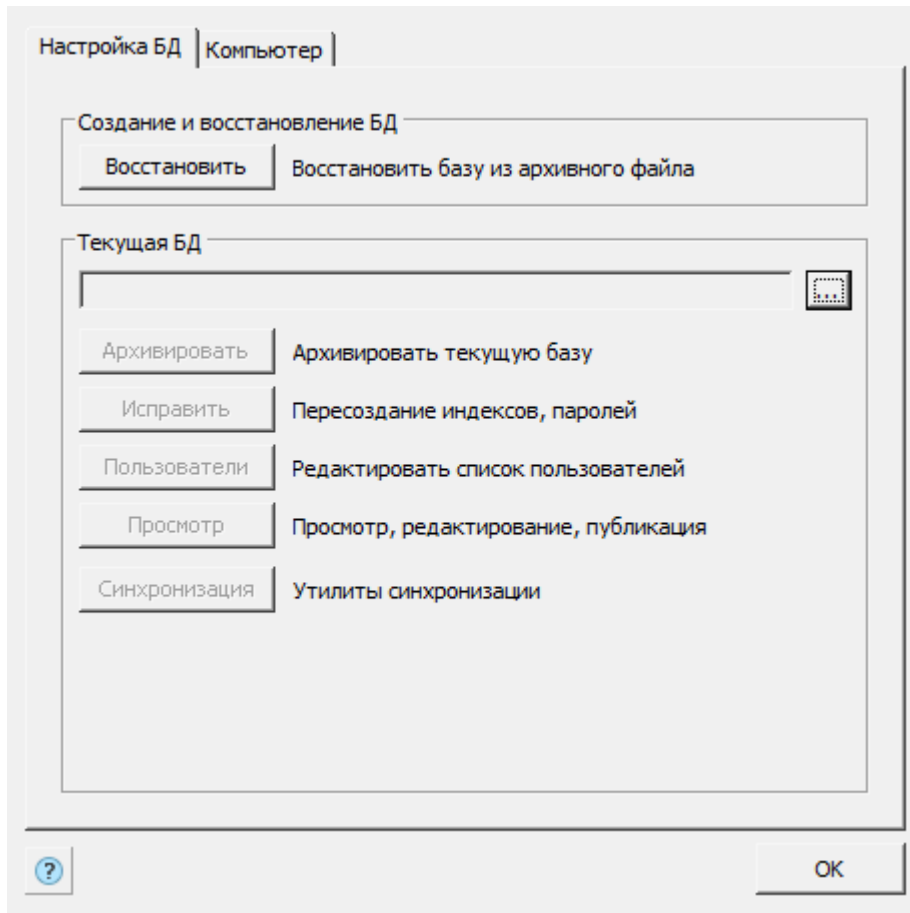 Настройка БД
Компьютер
Создание и восстановление БД
Восстановить
Восстановить базу из архивного файла
Текущая БД
...
Архивировать
Архивировать текущую базу
Исправить
Пересоздание индексов, паролей
Пользователи
Редактировать список пользователей
Просмотр
Просмотр, редактирование, публикация
Синхронизация
Утилиты синхронизации
?
ОК